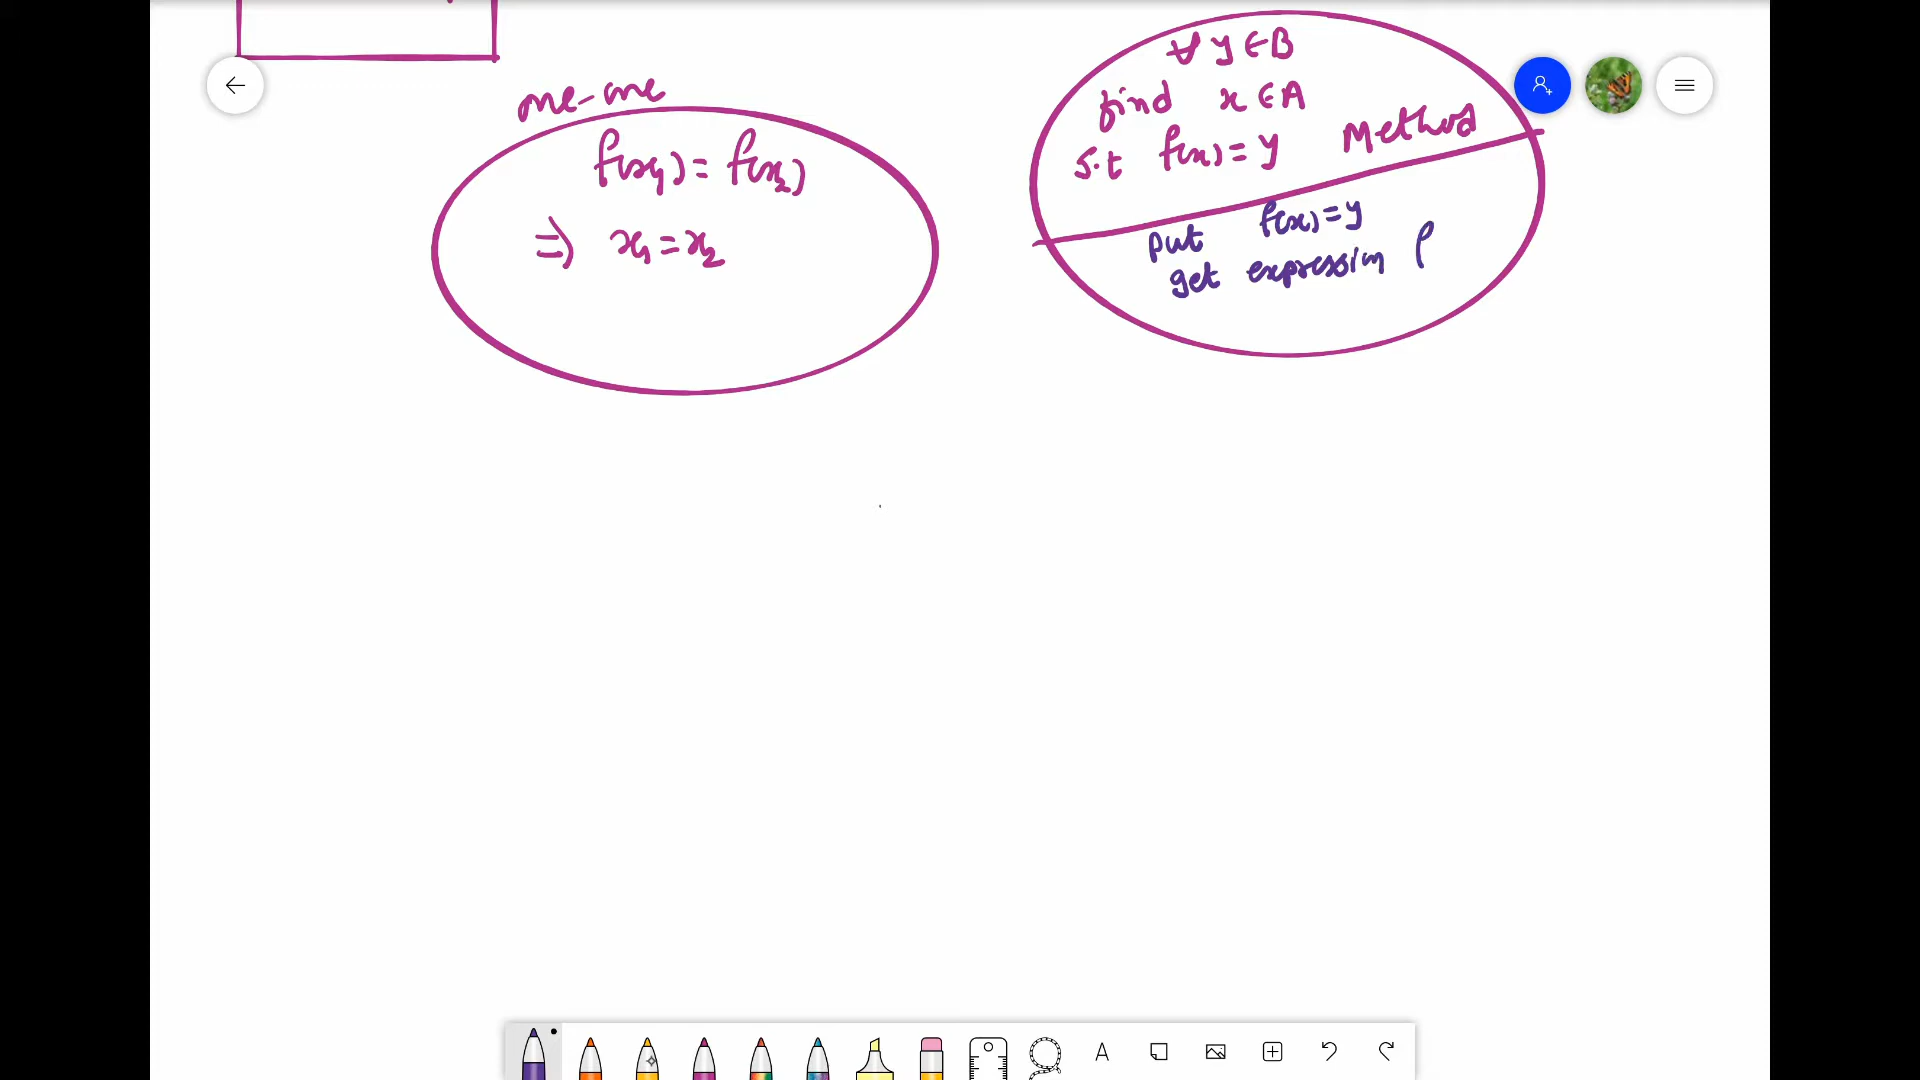 one-one
f(x₁) = f(x₂)
⇒ x₁ = x₂
∀ y ∈ B
find x ∈ A
s.t f(x) = y Method
put f(x) = y
get expression f